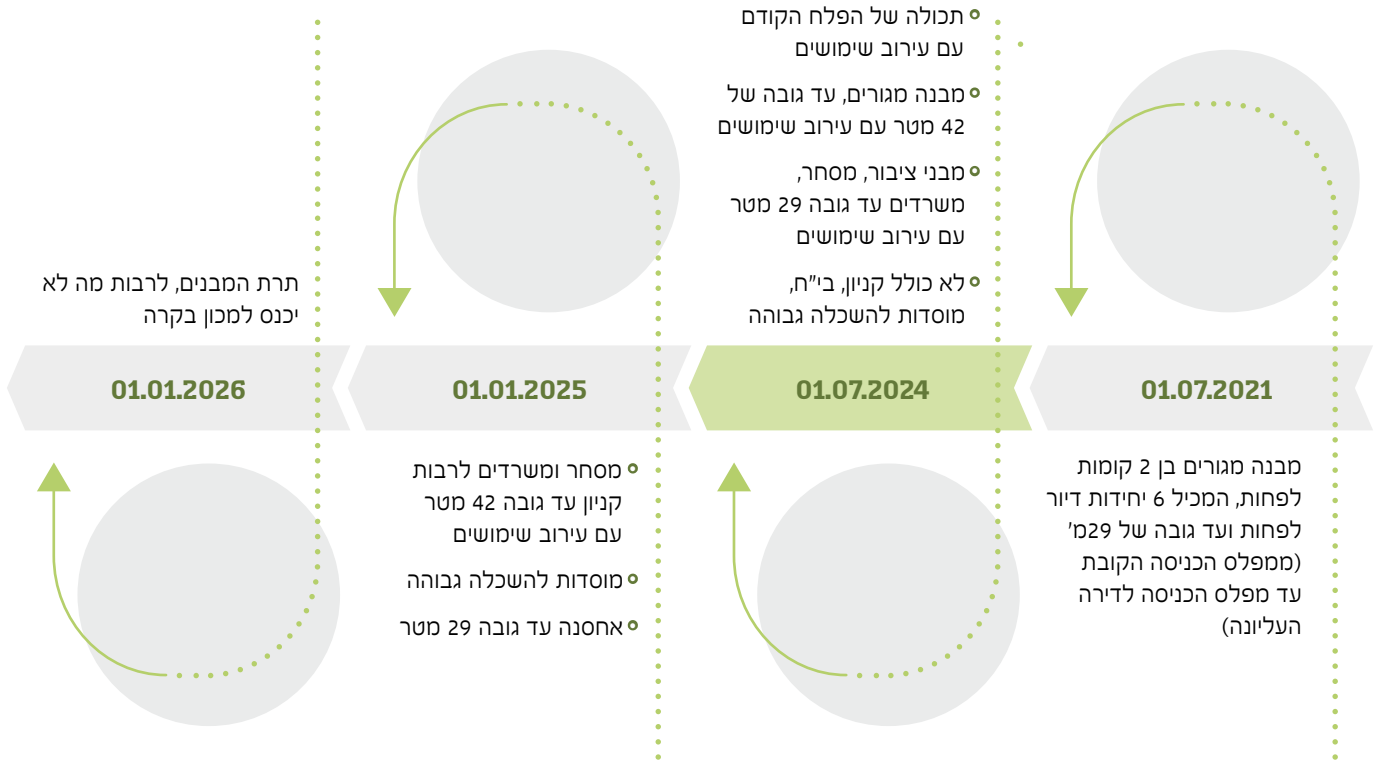 01.07.2021
מבנה מגורים בן 2 קומות
לפחות, המכיל 6 יחידות דיור
לפחות ועד גובה של 29מ'
(ממפלס הכניסה הקובת
עד מפלס הכניסה לדירה
העליונה)
תכולה של הפלח הקודם
עם עירוב שימושים
מבנה מגורים, עד גובה של
42 מטר עם עירוב שימושים
מבני ציבור, מסחר,
משרדים עד גובה 29 מטר
עם עירוב שימושים
לא כולל קניון, בי"ח,
מוסדות להשכלה גבוהה
01.07.2024
01.01.2025
מסחר ומשרדים לרבות
קניון עד גובה 42 מטר
עם עירוב שימושים
מוסדות להשכלה גבוהה
אחסנה עד גובה 29 מטר
תרת המבנים, לרבות מה לא
יכנס למכון בקרה
01.01.2026